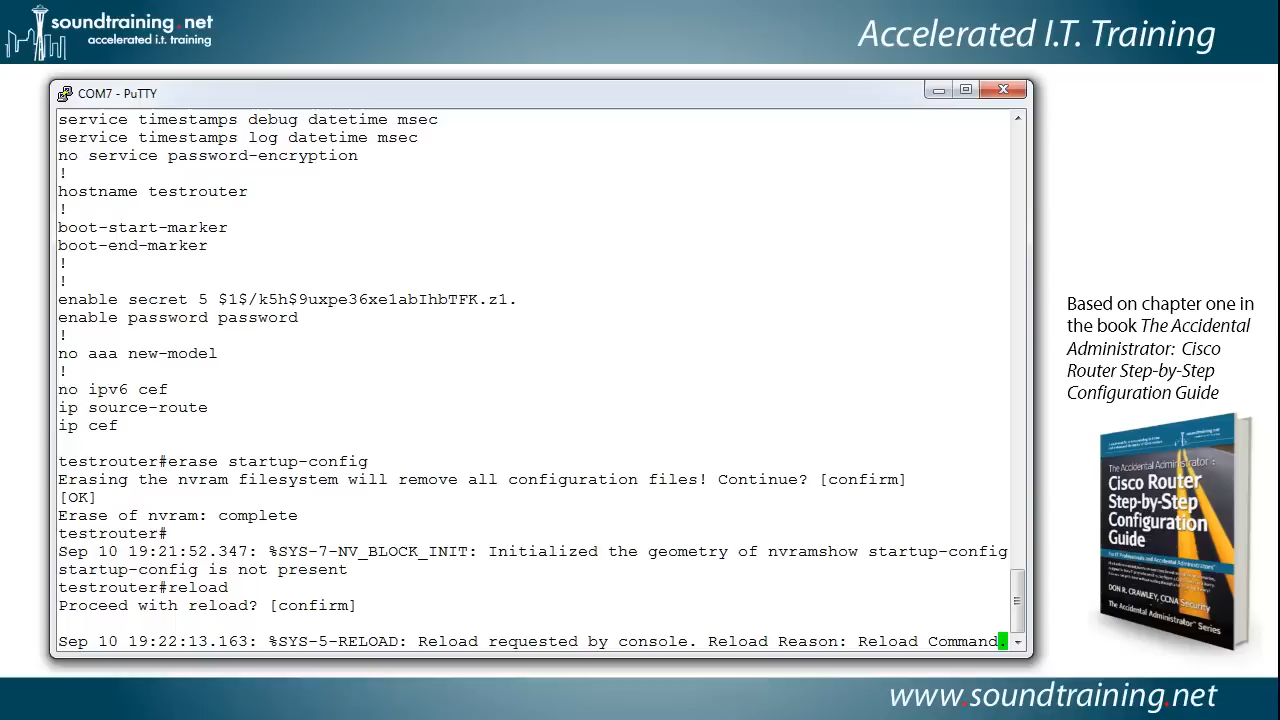 soundtraining.net
accelerated i.t. training
Accelerated I.T. Training
COM7 - PuTTY
service timestamps debug datetime msec
service timestamps log datetime msec
no service password-encryption
!
hostname testrouter
!
boot-start-marker
boot-end-marker
!
!
enable secret 5 $1$/k5h$9uxpe36xe1abIhbTFK.z1.
enable password password
!
no aaa new-model
!
no ipv6 cef
ip source-route
ip cef
testrouter#erase startup-config
Erasing the nvram filesystem will remove all configuration files! Continue? [confirm]
[OK]
Erase of nvram: complete
testrouter#
Sep 10 19:21:52.347: %SYS-7-NV_BLOCK_INIT: Initialized the geometry of nvramshow startup-config
startup-config is not present
testrouter#reload
Proceed with reload? [confirm]
Sep 10 19:22:13.163: %SYS-5-RELOAD: Reload requested by console. Reload Reason: Reload Command.
Based on chapter one in
the book The Accidental
Administrator: Cisco
Router Step-by-Step
Configuration Guide
The Accidental Administrator:
Cisco Router
Step-by-Step
Configuration
Guide
For IT Professionals and Accidental Administrators
DON R. CRAWLEY, CCNA Security
The Accidental Administrator Series
www.soundtraining.net